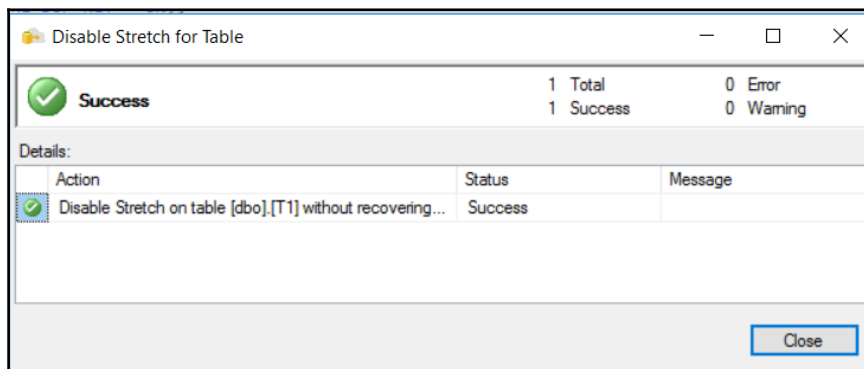 Disable Stretch for Table
Success
1 Total 0 Error
1 Success 0 Warning
Details:
Action Status Message
Disable Stretch on table [dbo].[T1] without recovering... Success
Close